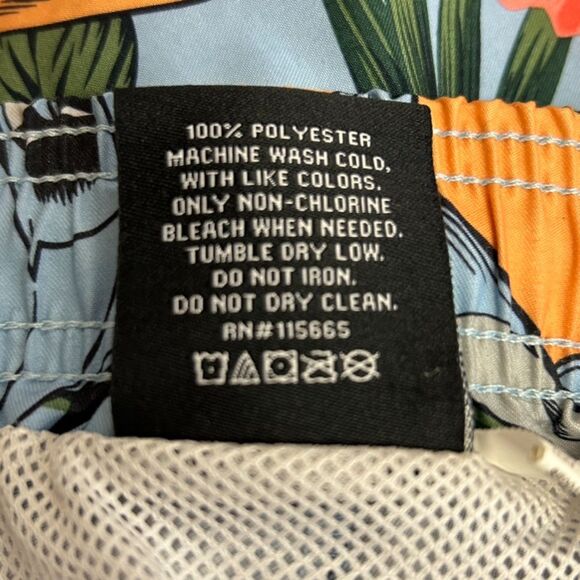 100% POLYESTER
MACHINE WASH COLD,
WITH LIKE COLORS.
ONLY NON-CHLORINE
BLEACH WHEN NEEDED.
TUMBLE DRY LOW.
DO NOT IRON.
DO NOT DRY CLEAN.
RN#115665